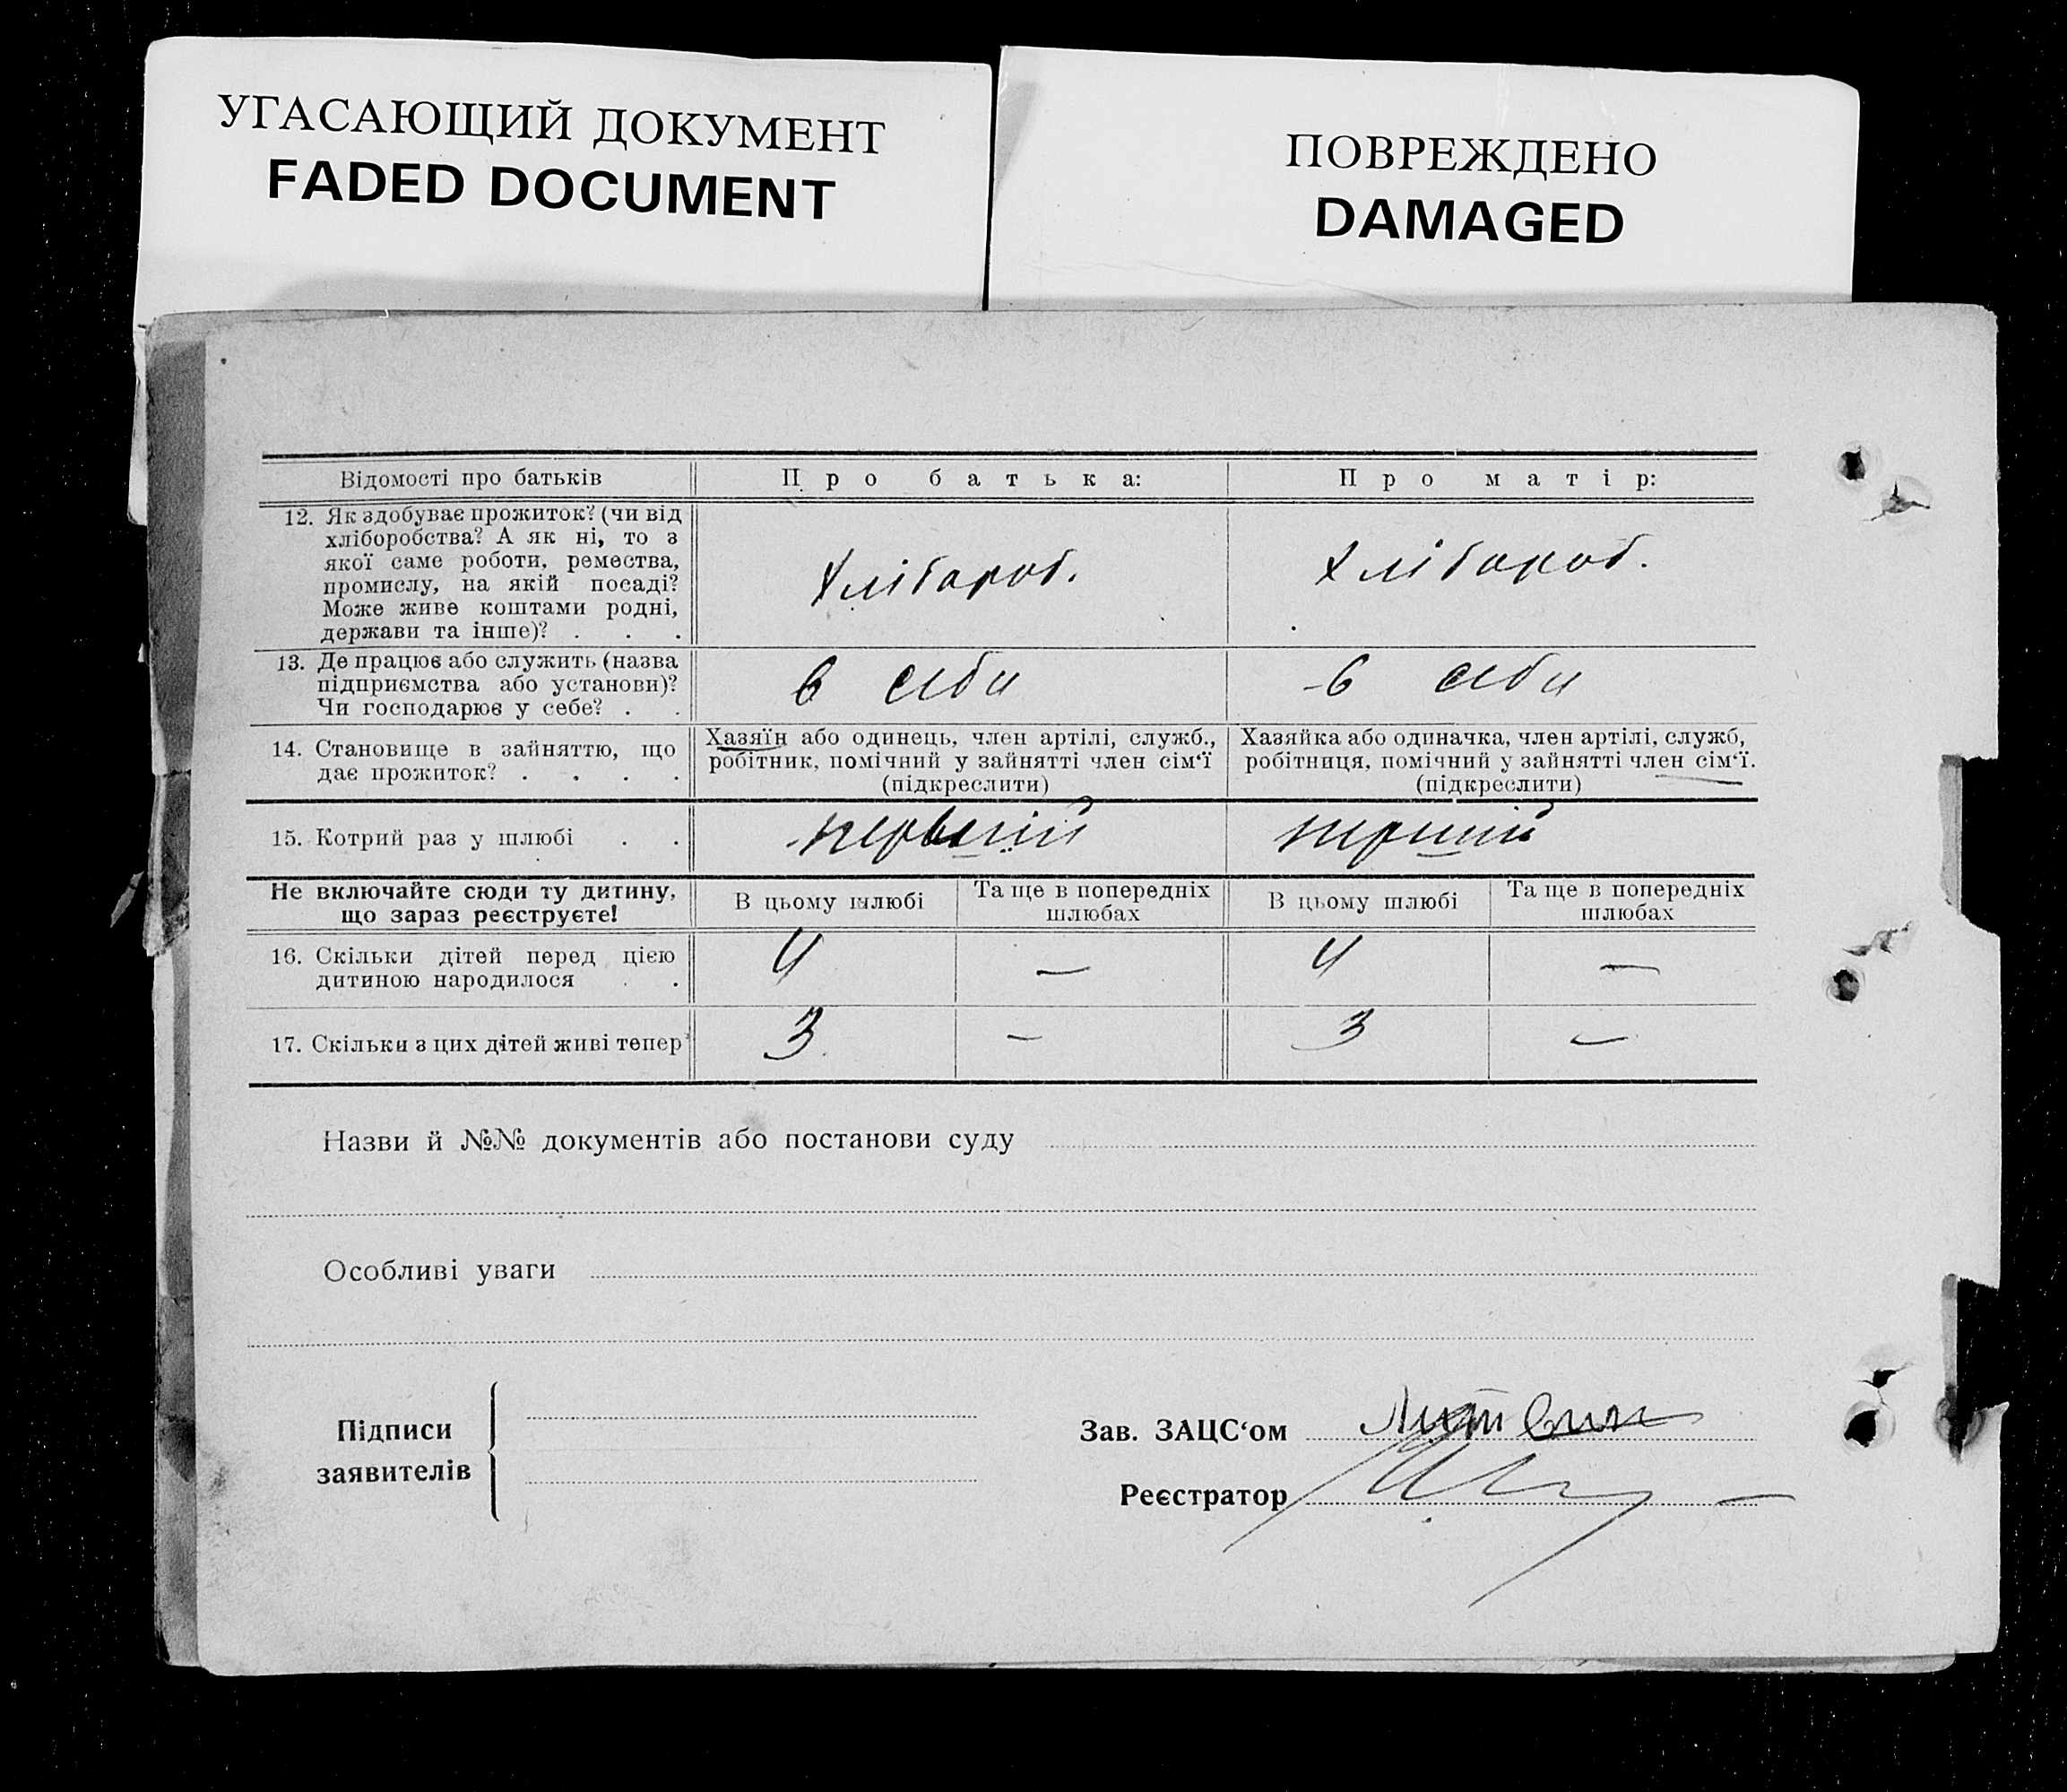 УГАСАЮЩИЙ ДОКУМЕНТ
FADED DOCUMENT
ПОВРЕЖДЕНО
DAMAGED
Відомості про батьків
Про батька:
Про матір:
12. Як здобуває прожиток? (чи від
хліборобства? А як ні, то з
якої саме роботи, ремества,
промислу, на якій посаді?
Може живе коштами родні,
держави та інше)? . . .
Хлібороб.
Хлібороб.
13. Де працює або служить (назва
підприємства або установи)?
Чи господарює у себе? . .
в себи
в себи
14. Становище в зайняттю, що
дає прожиток? . . . .
Хазяїн або одинець, член артілі, служб.,
робітник, помічний у зайнятті член сім'ї
(підкреслити)
Хазяйка або одиначка, член артілі, служб,
робітниця, помічний у зайнятті член сім'ї.
(підкреслити)
15. Котрий раз у шлюбі . .
перший
Не включайте сюди ту дитину,
що зараз реєструєте!
В цьому шлюбі
Та ще в попередніх
шлюбах
В цьому шлюбі
Та ще в попередніх
шлюбах
16. Скільки дітей перед цією
дитиною народилося . .
4
—
4
—
17. Скільки з цих дітей живі тепер?
3
—
3
—
Назви й №№ документів або постанови суду
Особливі уваги
Підписи
заявителів
Зав. ЗАЦС'ом Литвин
Реєстратор